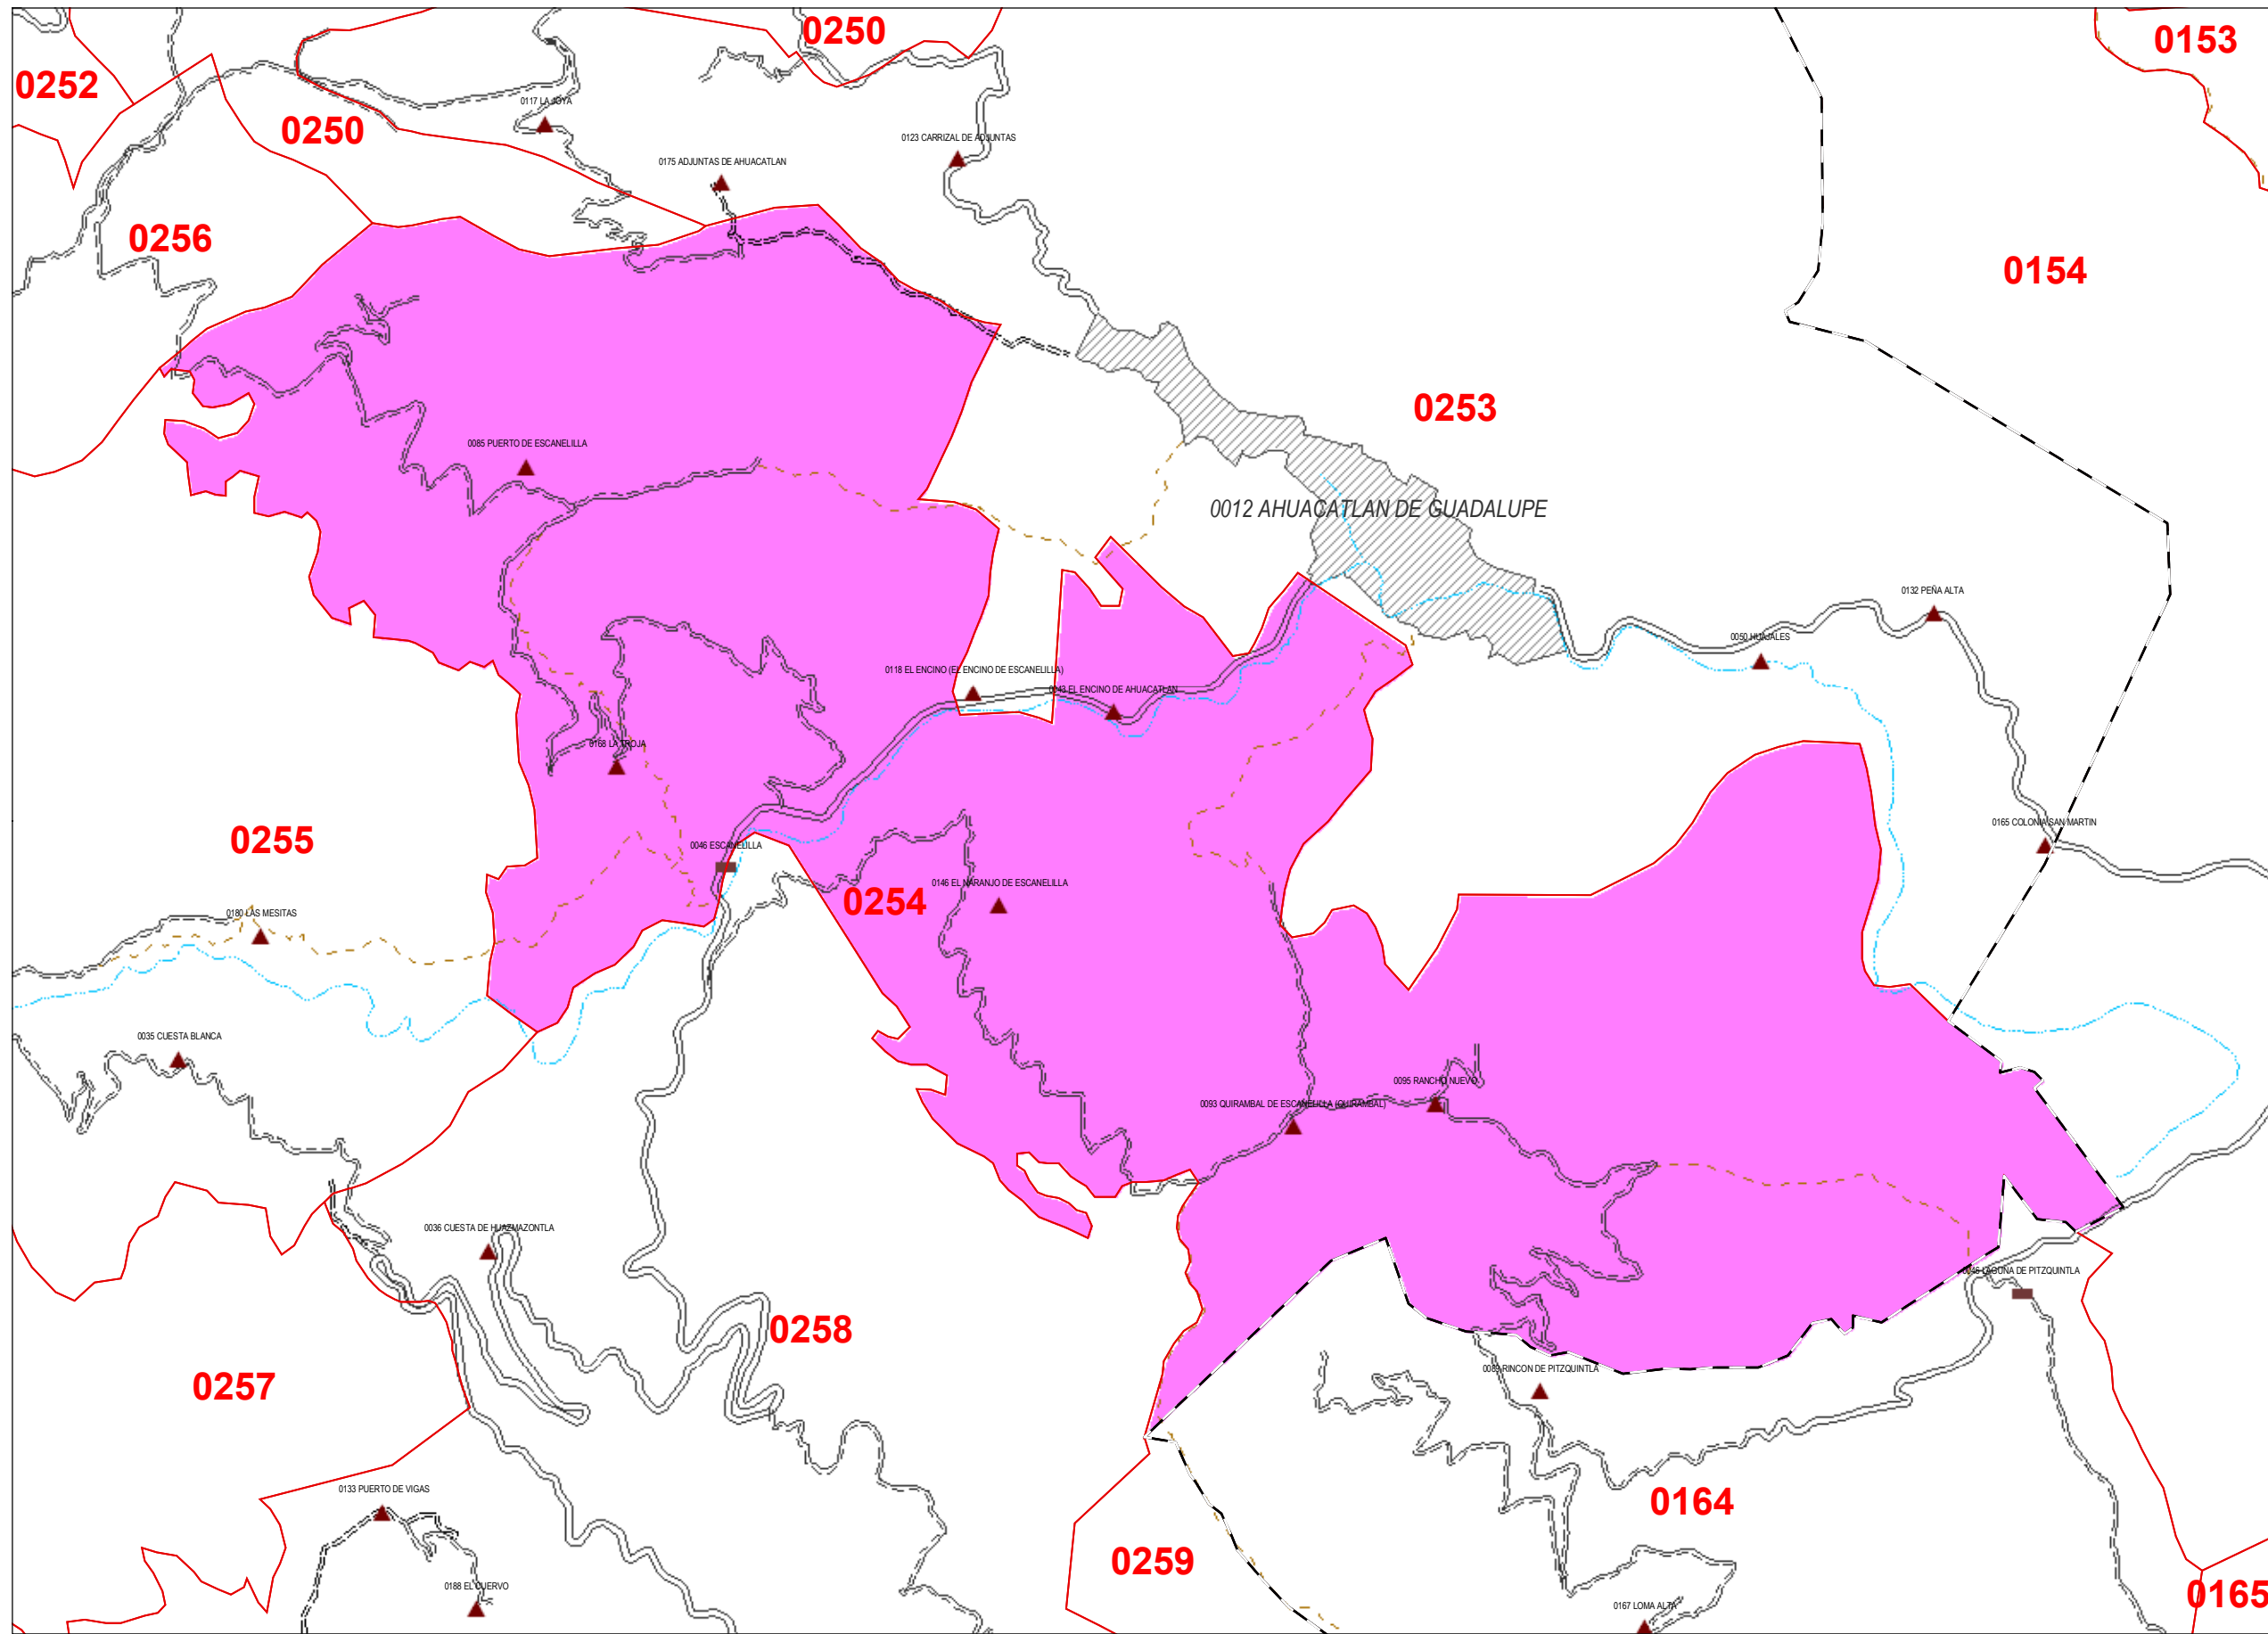 0250
0153
0252
0117 LA JOYA
0250
0123 CARRIZAL DE ADJUNTAS
0175 ADJUNTAS DE AHUACATLAN
0256
0154
0253
0085 PUERTO DE ESCANELILLA
0012 AHUACATLAN DE GUADALUPE
0132 PEÑA ALTA
0050 HUAJALES
0118 EL ENCINO (EL ENCINO DE ESCANELILLA)
0043 EL ENCINO DE AHUACATLAN
0168 LA TROJA
0165 COLONIA SAN MARTIN
0255
0046 ESCANELILLA
0146 EL NARANJO DE ESCANELILLA
0254
0180 LAS MESITAS
0035 CUESTA BLANCA
0095 RANCHO NUEVO
0093 QUIRAMBAL DE ESCANELILLA (QUIRAMBAL)
0036 CUESTA DE HUAZMAZONTLA
LAGUNA DE PITZQUINTLA
0258
RINCON DE PITZQUINTLA
0257
0133 PUERTO DE VIGAS
0164
0259
0188 EL CUERVO
0165
0167 LOMA ALTA